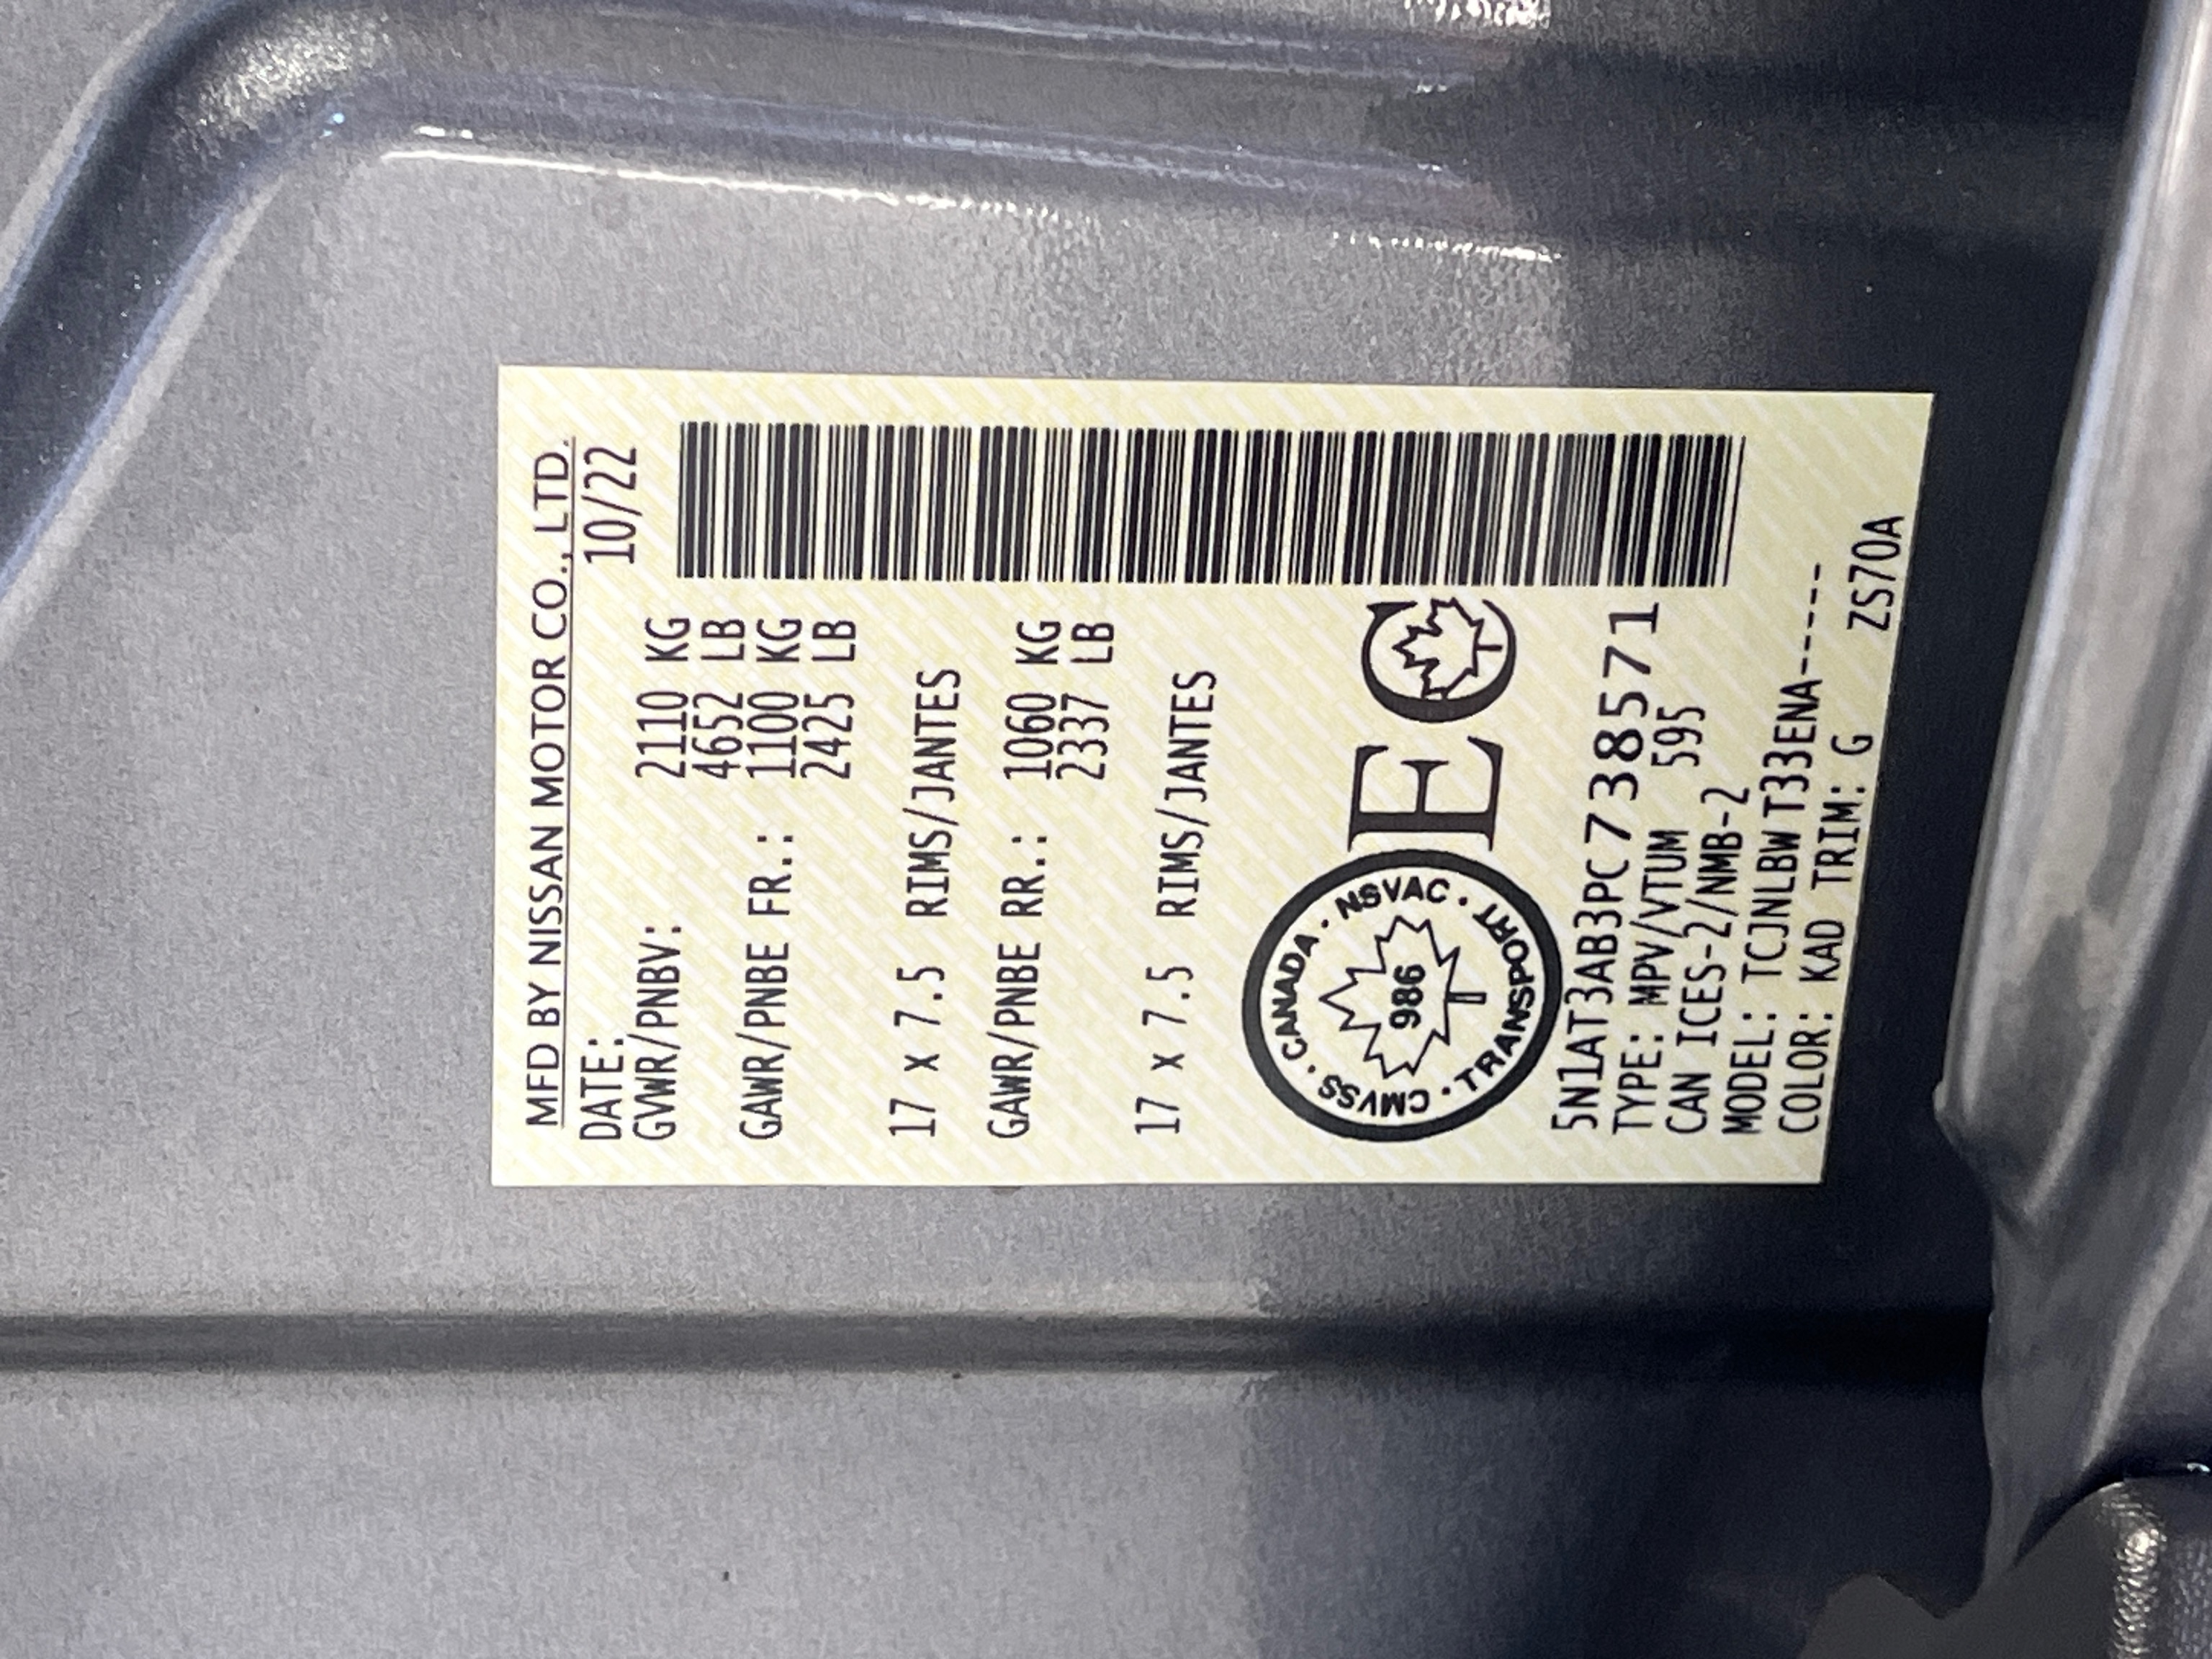 MFD BY NISSAN MOTOR CO., LTD.
DATE: 10/22
GVWR/PNBV: 2110 KG
4652 LB
GAWR/PNBE FR.: 1100 KG
2425 LB
17 x 7.5 RIMS/JANTES
GAWR/PNBE RR.: 1060 KG
2337 LB
17 x 7.5 RIMS/JANTES
CMVSS · CANADA · NSVAC · TRANSPORT ·
986
EC
5N1AT3AB3PC738571
TYPE: MPV/VTUM 595
CAN ICES-2/NMB-2
MODEL: TCJNLBW T33ENA-----
COLOR: KAD TRIM: G
ZS70A